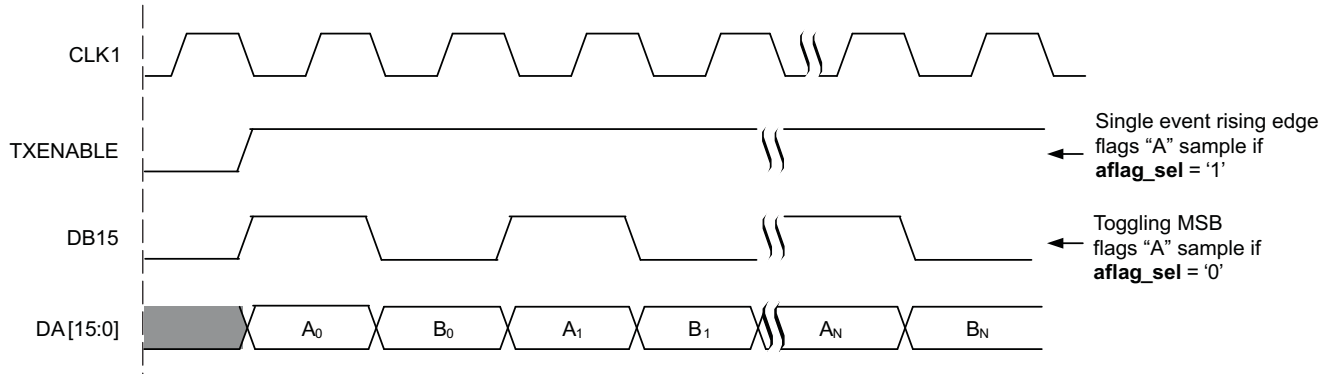 CLK1
TXENABLE
Single event rising edge
flags “A” sample if
aflag_sel = ‘1’
DB15
Toggling MSB
flags “A” sample if
aflag_sel = ‘0’
DA[15:0]
A0 B0 A1 B1 AN BN